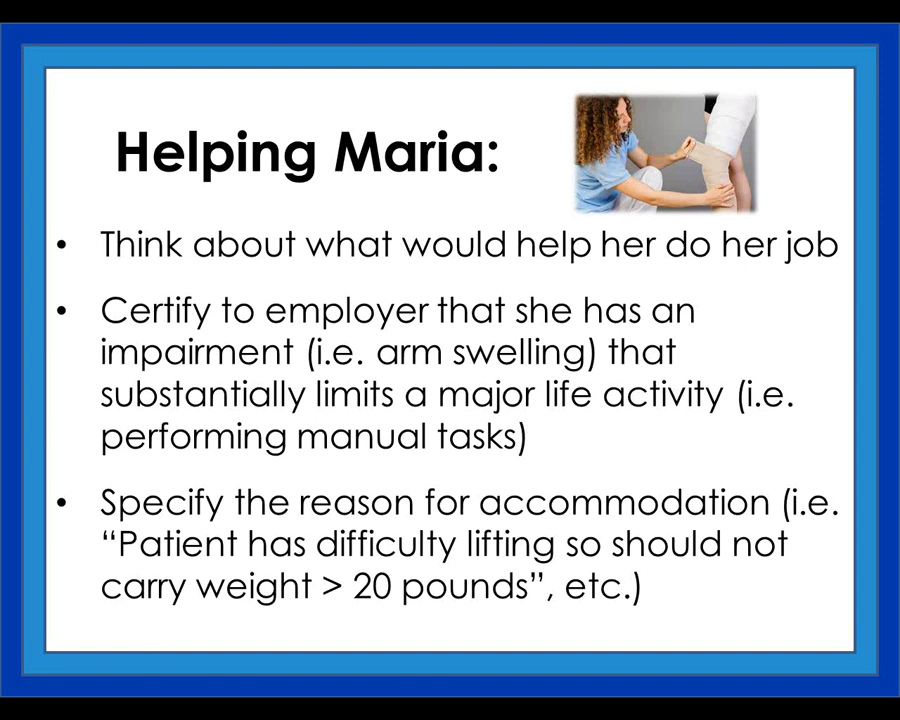 Helping Maria:
• Think about what would help her do her job
• Certify to employer that she has an
impairment (i.e. arm swelling) that
substantially limits a major life activity (i.e.
performing manual tasks)
• Specify the reason for accommodation (i.e.
“Patient has difficulty lifting so should not
carry weight > 20 pounds”, etc.)